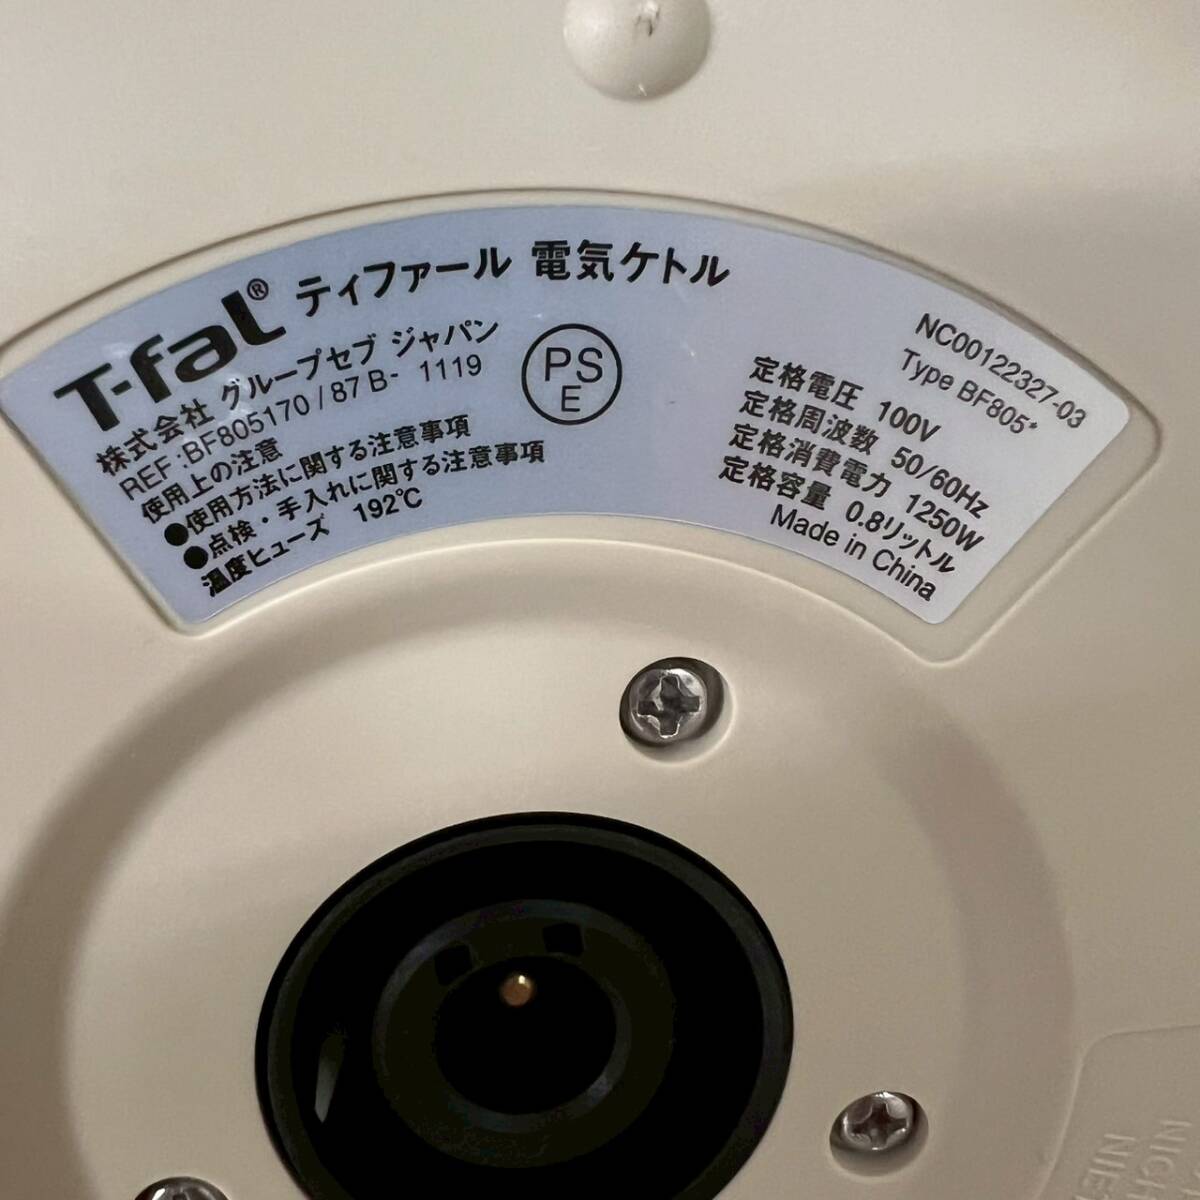 T-faL® ティファール 電気ケトル
株式会社 グループセブ ジャパン
REF:BF805170/87B- 1119
使用上の注意
●使用方法に関する注意事項
●点検・手入れに関する注意事項
温度ヒューズ 192℃
PS
E
NC00122327-03
Type BF805*
定格電圧 100V
定格周波数 50/60Hz
定格消費電力 1250W
定格容量 0.8リットル
Made in China